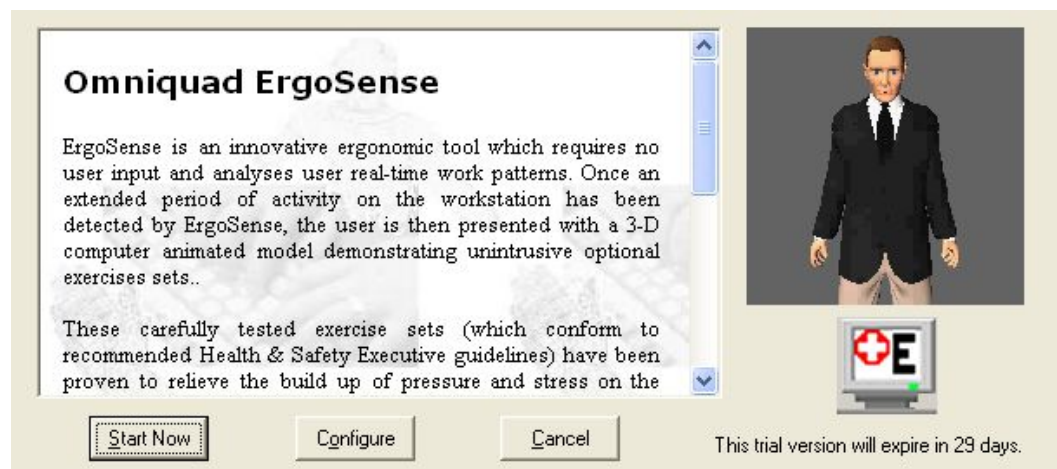 Omniquad ErgoSense
ErgoSense is an innovative ergonomic tool which requires no
user input and analyses user real-time work patterns. Once an
extended period of activity on the workstation has been
detected by ErgoSense, the user is then presented with a 3-D
computer animated model demonstrating unintrusive optional
exercises sets..
These carefully tested exercise sets (which conform to
recommended Health & Safety Executive guidelines) have been
proven to relieve the build up of pressure and stress on the
E
Start Now
Configure
Cancel
This trial version will expire in 29 days.